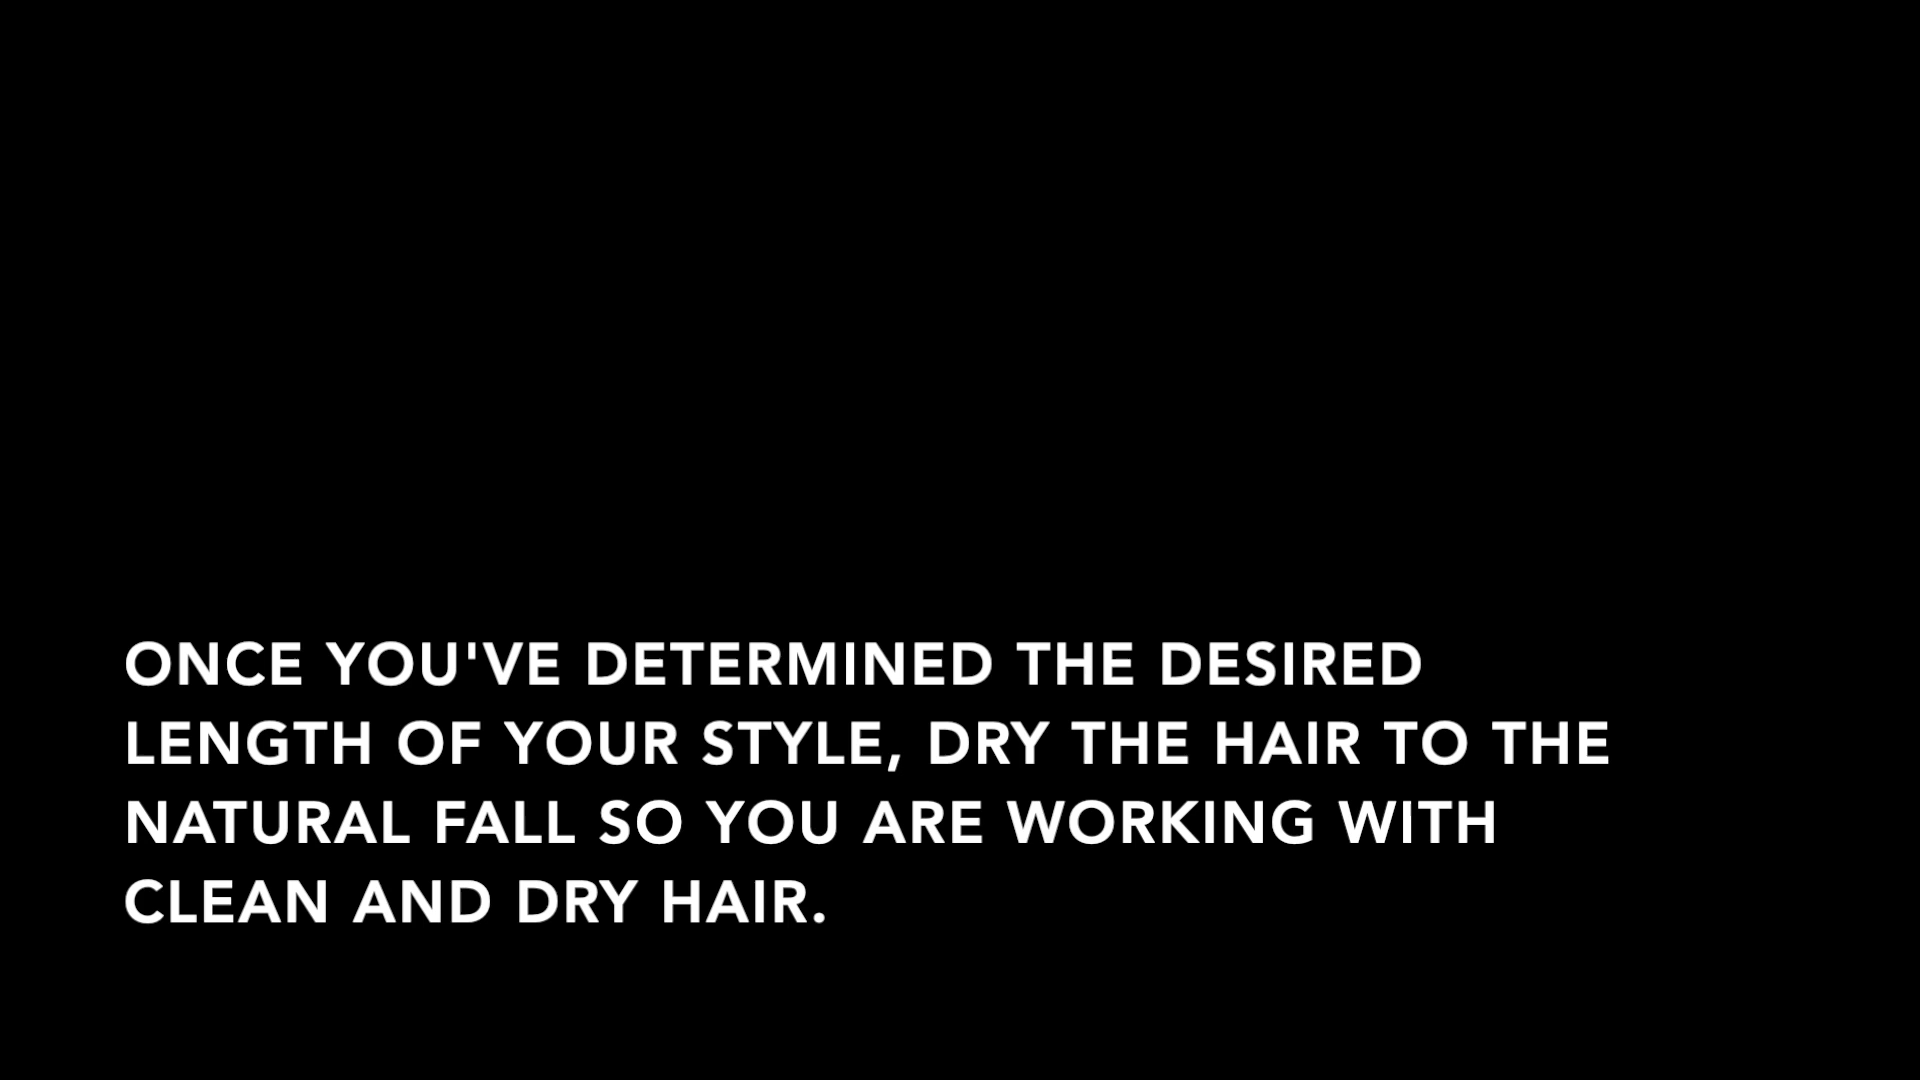 ONCE YOU'VE DETERMINED THE DESIRED
LENGTH OF YOUR STYLE, DRY THE HAIR TO THE
NATURAL FALL SO YOU ARE WORKING WITH
CLEAN AND DRY HAIR.